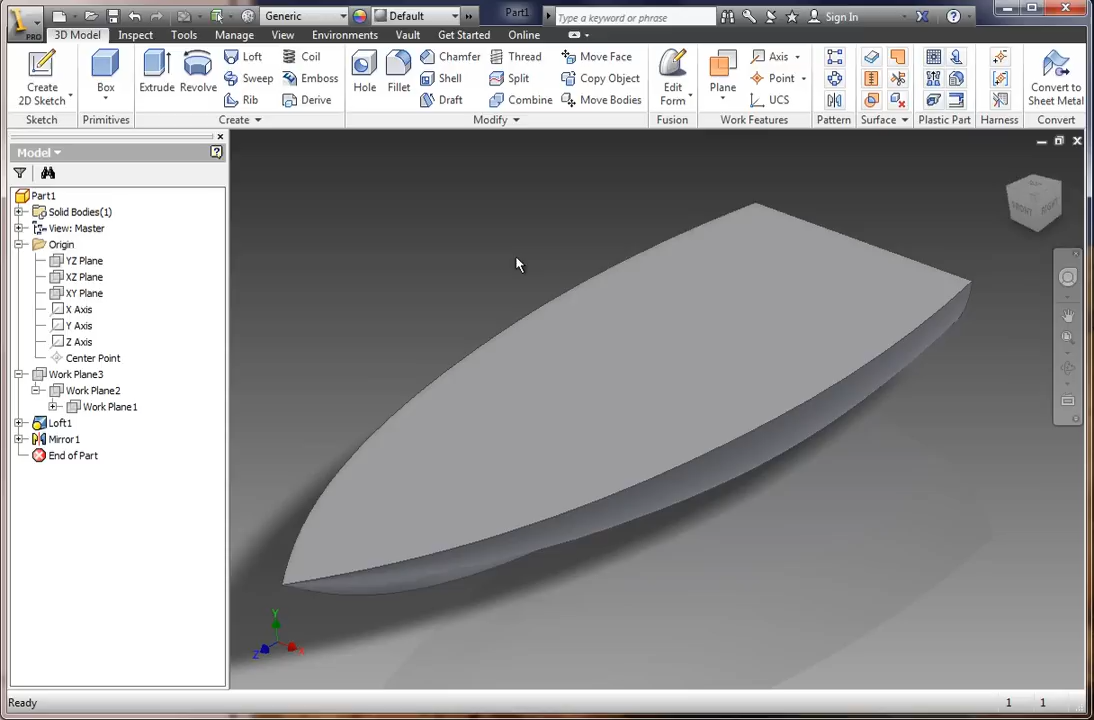 PRO
Generic
Default
Part1
Type a keyword or phrase
Sign In
3D Model
Inspect
Tools
Manage
View
Environments
Vault
Get Started
Online
Create
2D Sketch
Box
Extrude
Revolve
Loft
Coil
Sweep
Emboss
Rib
Derive
Hole
Fillet
Chamfer
Thread
Move Face
Shell
Split
Copy Object
Draft
Combine
Move Bodies
Edit
Form
Plane
Axis
Point
UCS
Convert to
Sheet Metal
Sketch
Primitives
Create
Modify
Fusion
Work Features
Pattern
Surface
Plastic Part
Harness
Convert
Model
Part1
Solid Bodies(1)
View: Master
Origin
YZ Plane
XZ Plane
XY Plane
X Axis
Y Axis
Z Axis
Center Point
Work Plane3
Work Plane2
Work Plane1
Loft1
Mirror1
End of Part
FRONT
RIGHT
Y
Z
X
Ready
1
1